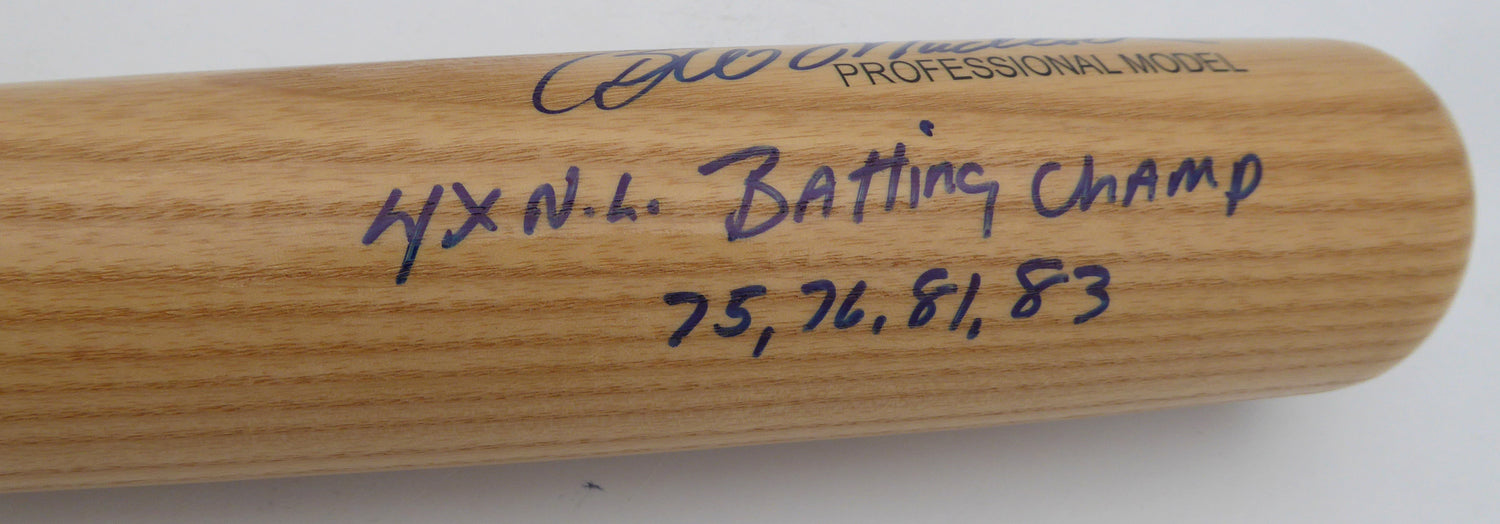 PROFESSIONAL MODEL
4X N.L. BATTING CHAMP
75, 76, 81, 83